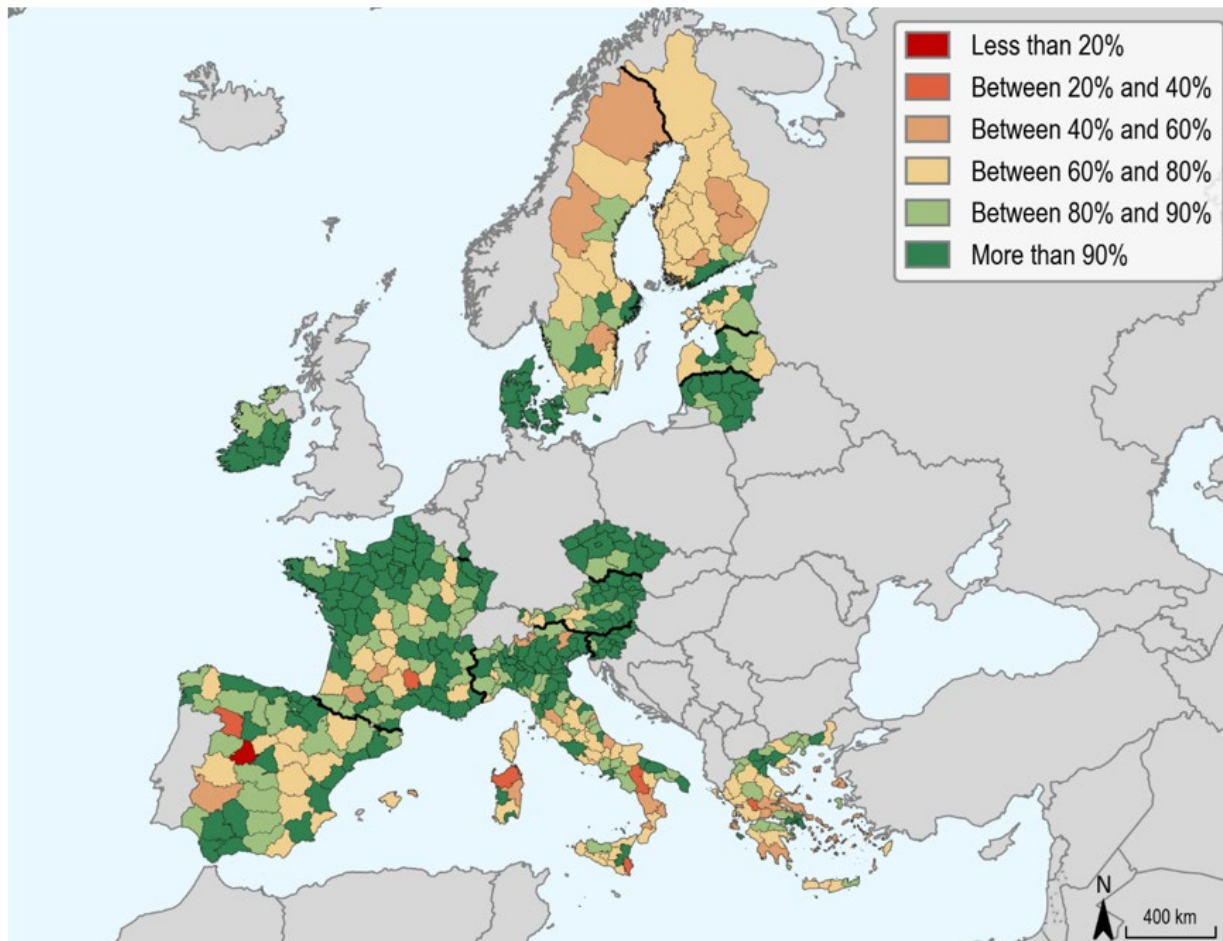 Less than 20%
Between 20% and 40%
Between 40% and 60%
Between 60% and 80%
Between 80% and 90%
More than 90%
N
400 km